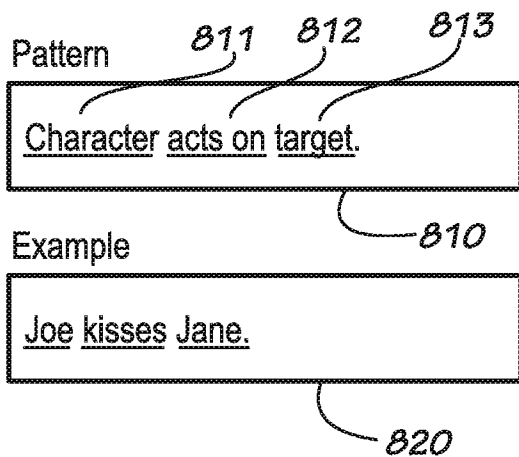 811 812 813
Pattern
Character acts on target.
810
Example
Joe kisses Jane.
820